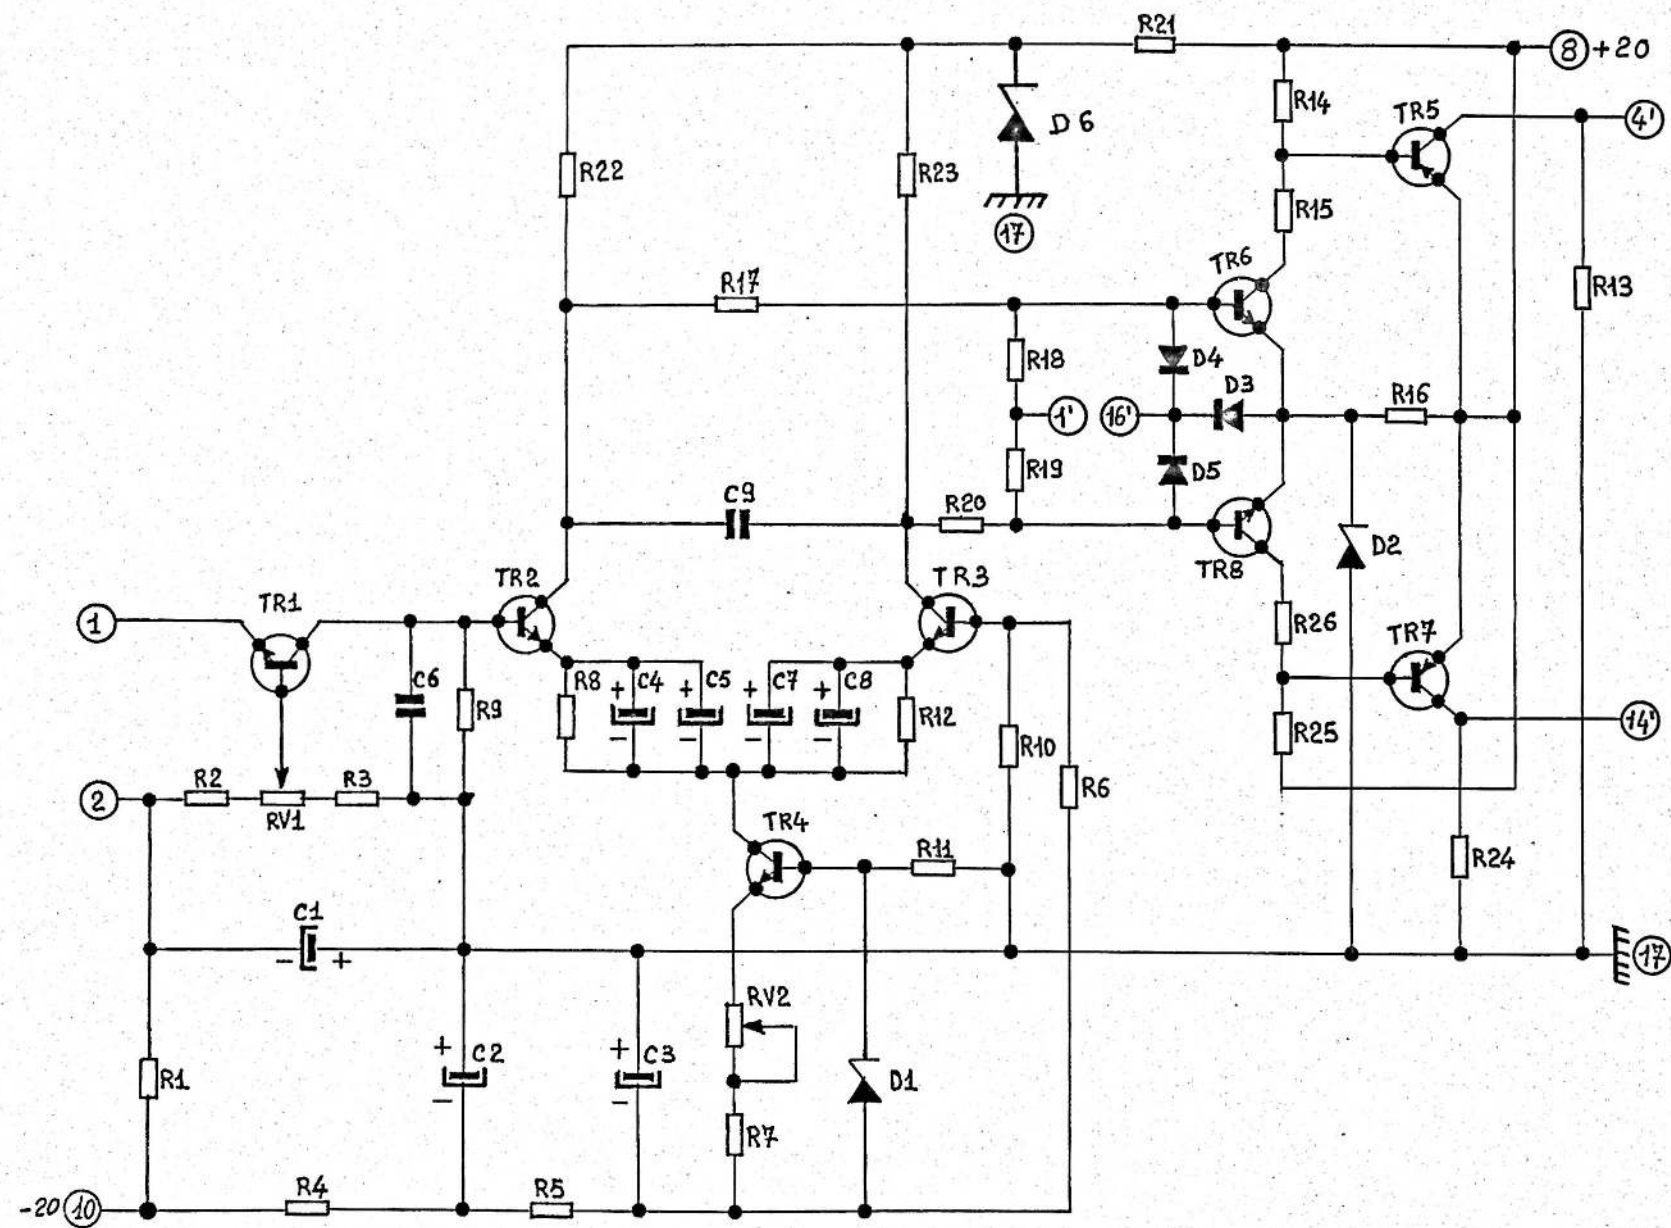 R21
8 +20
R14
TR5
4'
D6
R22
R23
R15
17
TR6
R17
R13
R18
D4
D3
R16
1'
16'
R19
D5
C9
R20
D2
TR8
TR2
TR3
TR1
1
R26
TR7
R8
+
C4
+
C5
+
C7
+
C8
C6
R9
R12
14'
-
-
-
-
R10
R25
R2
R3
R6
2
RV1
TR4
R11
R24
C1
-
+
17
RV2
+
C2
+
C3
R1
D1
-
-
R7
R4
R5
-20 10